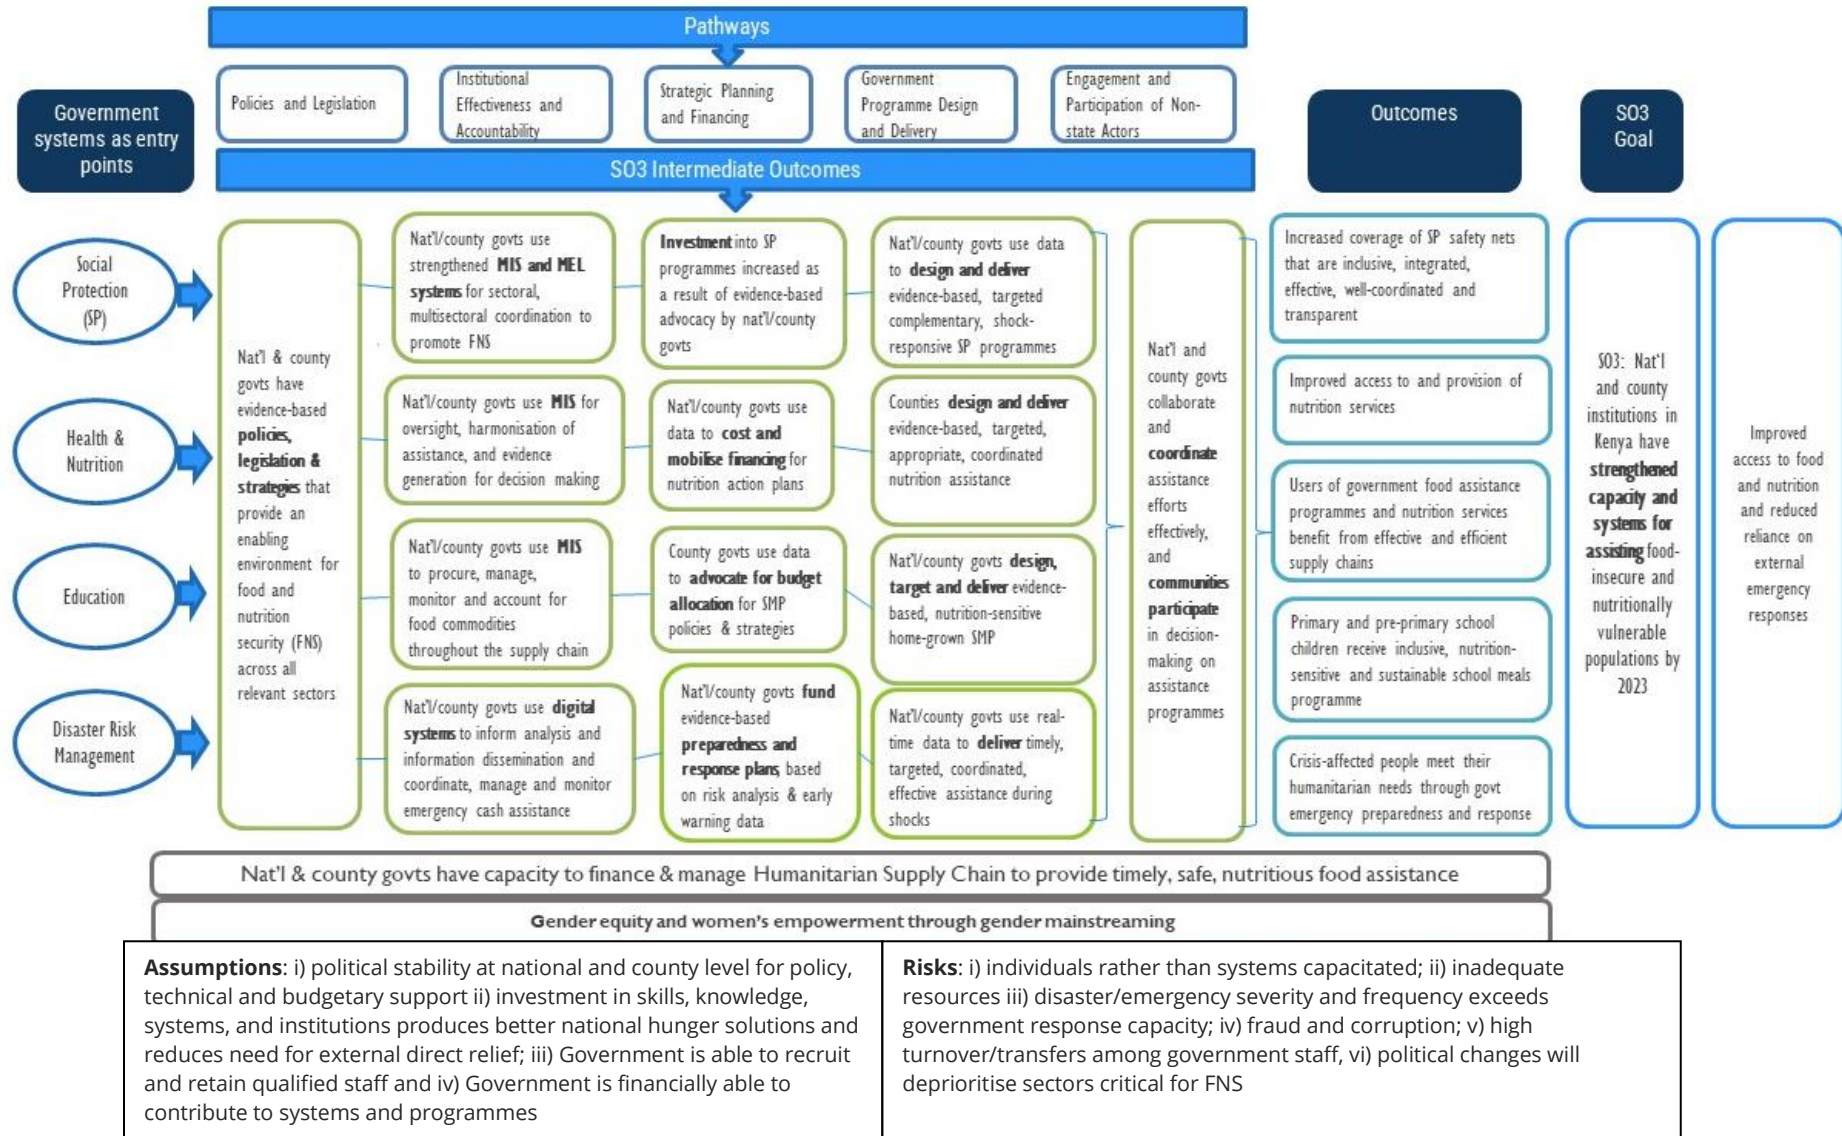 Pathways
Policies and Legislation
Institutional
Effectiveness and
Accountability
Strategic Planning
and Financing
Government
Programme Design
and Delivery
Engagement and
Participation of Non-
state Actors
Government
systems as entry
points
SO3 Intermediate Outcomes
Outcomes
SO3
Goal
Social
Protection
(SP)
Health &
Nutrition
Education
Disaster Risk
Management
Nat'l & county
govts have
evidence-based
policies,
legislation &
strategies that
provide an
enabling
environment for
food and
nutrition
security (FNS)
across all
relevant sectors
Nat'l/county govts use
strengthened MIS and MEL
systems for sectoral,
multisectoral coordination to
promote FNS
Investment into SP
programmes increased as
a result of evidence-based
advocacy by nat'l/county
govts
Nat'l/county govts use data
to design and deliver
evidence-based, targeted
complementary, shock-
responsive SP programmes
Nat'l/county govts use MIS for
oversight, harmonisation of
assistance, and evidence
generation for decision making
Nat'l/county govts use
data to cost and
mobilise financing for
nutrition action plans
Counties design and deliver
evidence-based, targeted,
appropriate, coordinated
nutrition assistance
Nat'l/county govts use MIS
to procure, manage,
monitor and account for
food commodities
throughout the supply chain
County govts use data
to advocate for budget
allocation for SMP
policies & strategies
Nat'l/county govts design,
target and deliver evidence-
based, nutrition-sensitive
home-grown SMP
Nat'l/county govts use digital
systems to inform analysis and
information dissemination and
coordinate, manage and monitor
emergency cash assistance
Nat'l/county govts fund
evidence-based
preparedness and
response plans, based
on risk analysis & early
warning data
Nat'l/county govts use real-
time data to deliver timely,
targeted, coordinated,
effective assistance during
shocks
Nat'l and
county govts
collaborate
and
coordinate
assistance
efforts
effectively,
and
communities
participate
in decision-
making on
assistance
programmes
Increased coverage of SP safety nets
that are inclusive, integrated,
effective, well-coordinated and
transparent
Improved access to and provision of
nutrition services
Users of government food assistance
programmes and nutrition services
benefit from effective and efficient
supply chains
Primary and pre-primary school
children receive inclusive, nutrition-
sensitive and sustainable school meals
programme
Crisis-affected people meet their
humanitarian needs through govt
emergency preparedness and response
SO3: Nat'l
and county
institutions in
Kenya have
strengthened
capacity and
systems for
assisting food-
insecure and
nutritionally
vulnerable
populations by
2023
Improved
access to food
and nutrition
and reduced
reliance on
external
emergency
responses
Nat'l & county govts have capacity to finance & manage Humanitarian Supply Chain to provide timely, safe, nutritious food assistance
Gender equity and women's empowerment through gender mainstreaming
Assumptions: i) political stability at national and county level for policy,
technical and budgetary support ii) investment in skills, knowledge,
systems, and institutions produces better national hunger solutions and
reduces need for external direct relief; iii) Government is able to recruit
and retain qualified staff and iv) Government is financially able to
contribute to systems and programmes
Risks: i) individuals rather than systems capacitated; ii) inadequate
resources iii) disaster/emergency severity and frequency exceeds
government response capacity; iv) fraud and corruption; v) high
turnover/transfers among government staff, vi) political changes will
deprioritise sectors critical for FNS